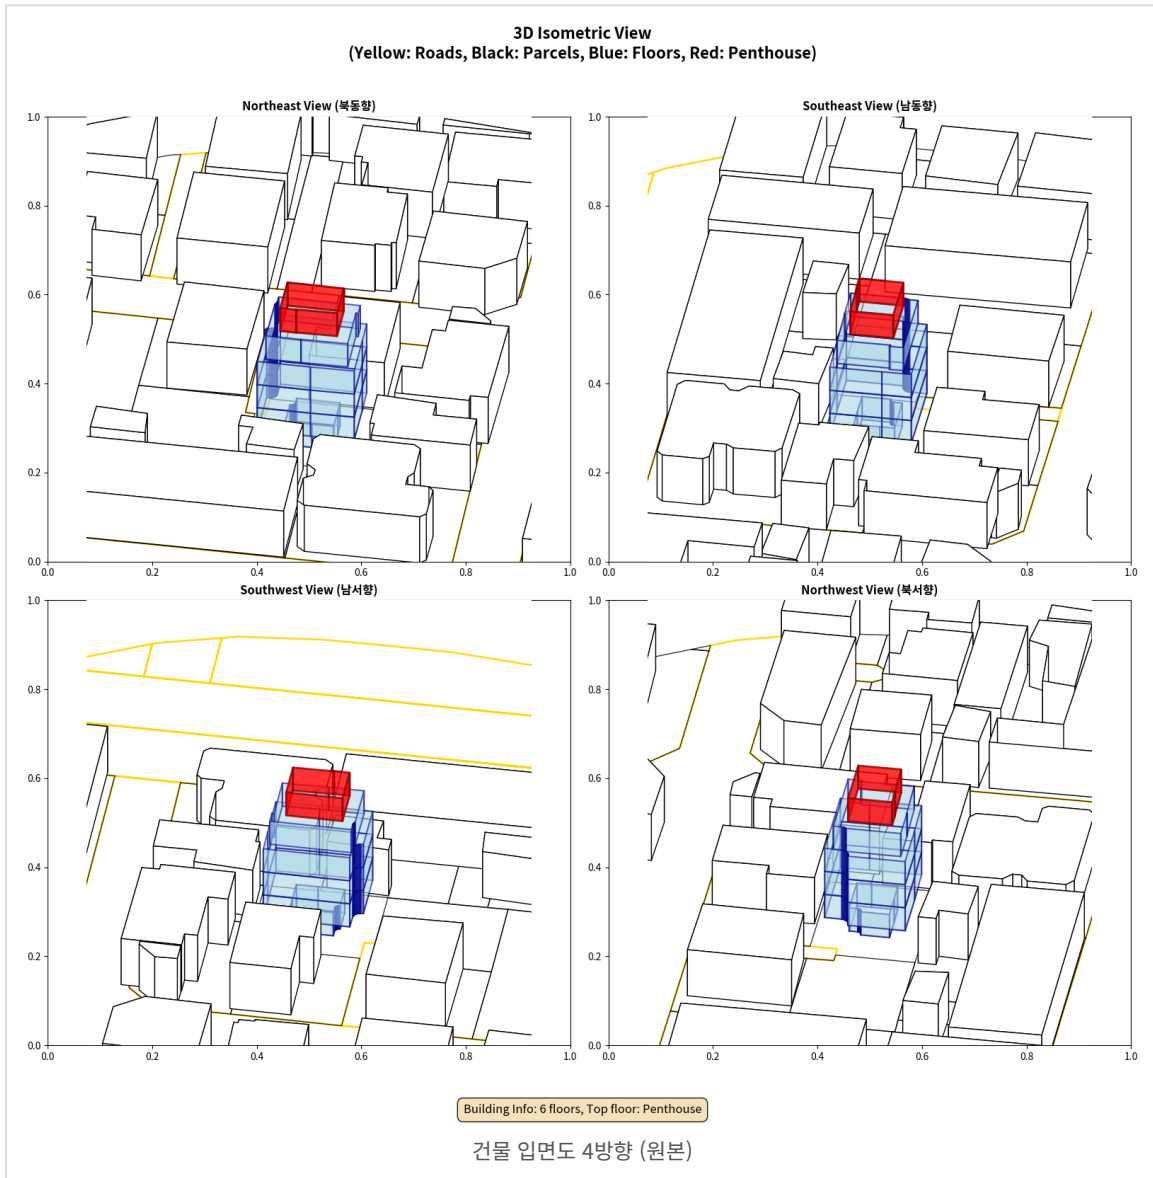 3D Isometric View
(Yellow: Roads, Black: Parcels, Blue: Floors, Red: Penthouse)
Northeast View (북동향)
1.0
0.8
0.6
0.4
0.2
0.0
0.0 0.2 0.4 0.6 0.8 1.0
Southeast View (남동향)
1.0
0.8
0.6
0.4
0.2
0.0
0.0 0.2 0.4 0.6 0.8 1.0
Southwest View (남서향)
1.0
0.8
0.6
0.4
0.2
0.0
0.0 0.2 0.4 0.6 0.8 1.0
Northwest View (북서향)
1.0
0.8
0.6
0.4
0.2
0.0
0.0 0.2 0.4 0.6 0.8 1.0
Building Info: 6 floors, Top floor: Penthouse
건물 입면도 4방향 (원본)